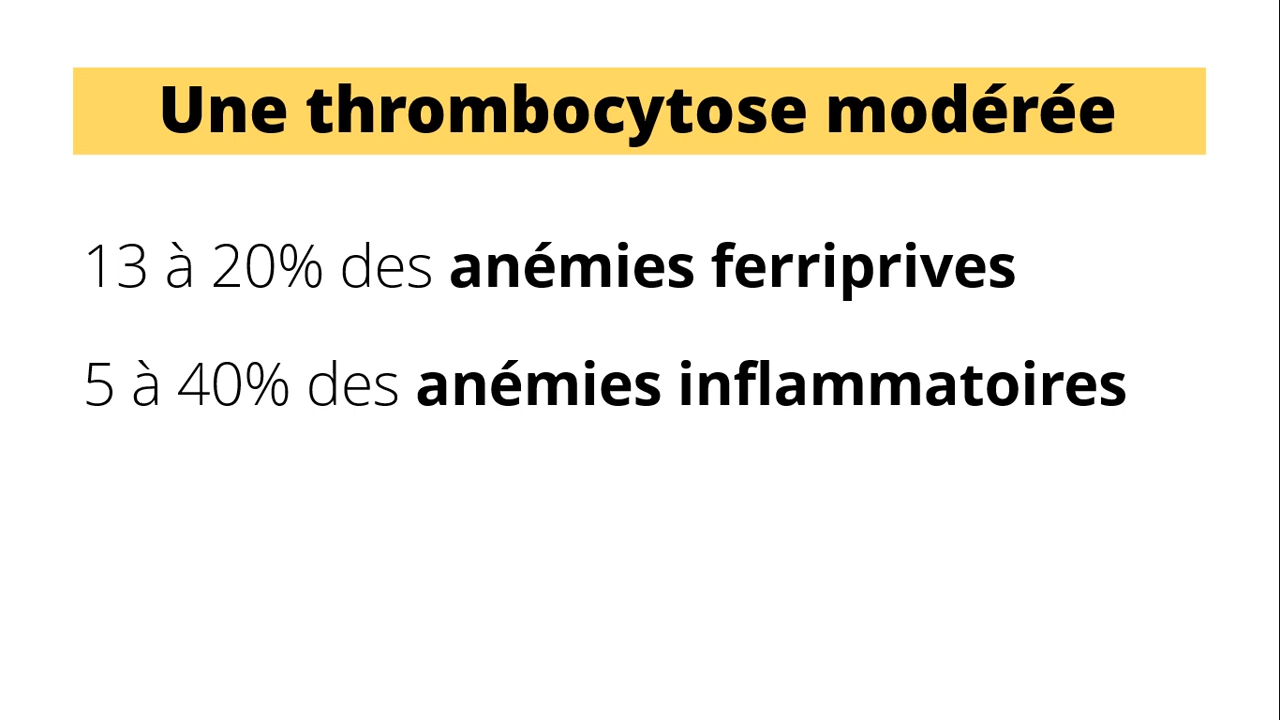 Une thrombocytose modérée
13 à 20% des anémies ferriprives
5 à 40% des anémies inflammatoires